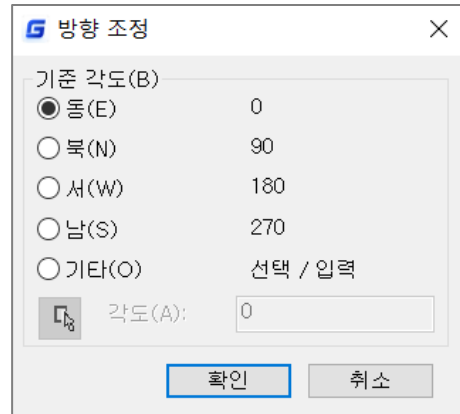 G 방향 조정
기준 각도(B)
동(E) 0
북(N) 90
서(W) 180
남(S) 270
기타(O) 선택 / 입력
각도(A): 0
확인 취소